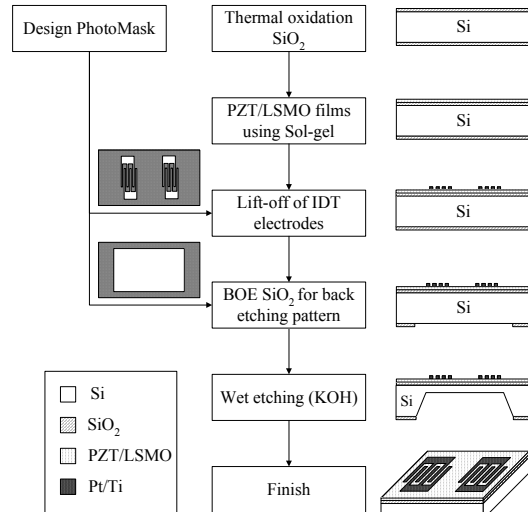 Design PhotoMask
Thermal oxidation
SiO₂
Si
PZT/LSMO films
using Sol-gel
Si
Lift-off of IDT
electrodes
Si
BOE SiO₂ for back
etching pattern
Si
Wet etching (KOH)
Si
Finish
Si
SiO₂
PZT/LSMO
Pt/Ti